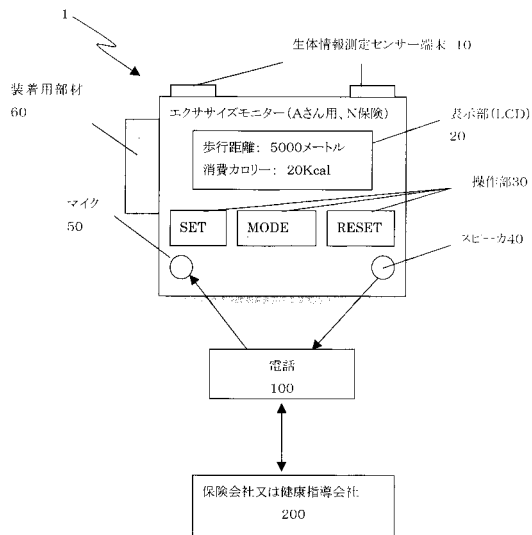 1
生体情報測定センサー端末 10
装着用部材
60
エクササイズモニター(Aさん用、N保険)
表示部(LCD)
20
歩行距離: 5000メートル
消費カロリー: 20Kcal
操作部30
マイク
50
SET
MODE
RESET
スピーカ40
電話
100
保険会社又は健康指導会社
200